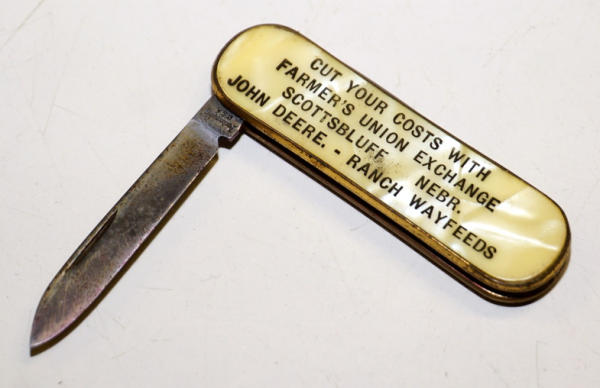 CUT YOUR COSTS WITH
FARMER'S UNION EXCHANGE
SCOTTSBLUFF NEBR.
JOHN DEERE. - RANCH WAYFEEDS